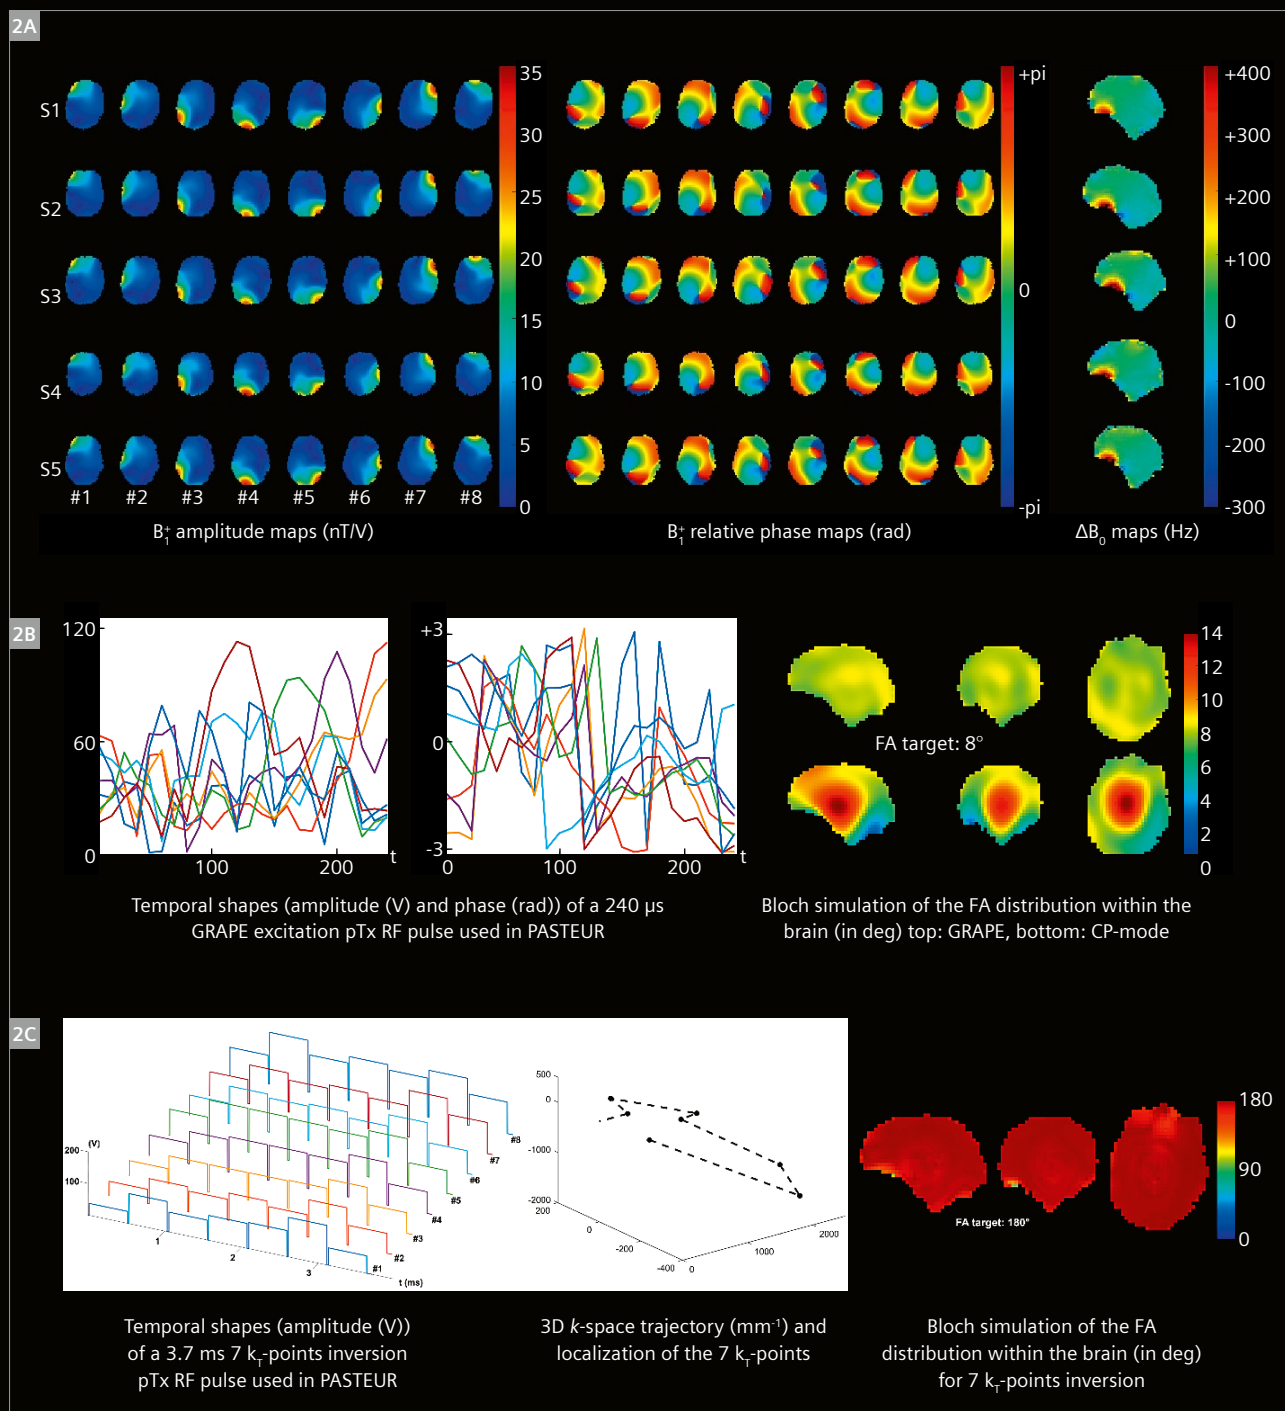 2A
S1
S2
S3
S4
S5
#1 #2 #3 #4 #5 #6 #7 #8
35
30
25
20
15
10
5
0
B₁⁺ amplitude maps (nT/V)
+pi
0
-pi
B₁⁺ relative phase maps (rad)
+400
+300
+200
+100
0
-100
-200
-300
ΔB₀ maps (Hz)
2B
120
60
0
100 200 t
+3
0
-3
0 100 200 t
Temporal shapes (amplitude (V) and phase (rad)) of a 240 µs
GRAPE excitation pTx RF pulse used in PASTEUR
FA target: 8°
14
12
10
8
6
4
2
0
Bloch simulation of the FA distribution within the
brain (in deg) top: GRAPE, bottom: CP-mode
2C
200
(V)
100
1
2
3
t (ms)
#8
#7
#6
#5
#4
#3
#2
#1
Temporal shapes (amplitude (V))
of a 3.7 ms 7 kT-points inversion
pTx RF pulse used in PASTEUR
500
0
-1000
-2000
200
0
-200
-400
0
1000
2000
3D k-space trajectory (mm⁻¹) and
localization of the 7 kT-points
FA target: 180°
180
90
0
Bloch simulation of the FA
distribution within the brain (in deg)
for 7 kT-points inversion